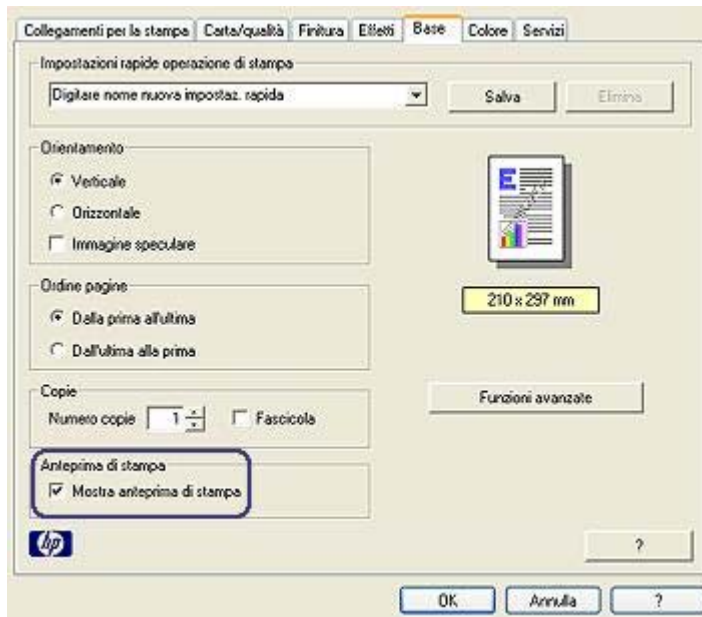 Collegamenti per la stampa Carta/qualità Finitura Effetti Base Colore Servizi
Impostazioni rapide operazione di stampa
Digitare nome nuova impostaz. rapida Salva Elimina
Orientamento
Verticale
Orizzontale
Immagine speculare
E
210 x 297 mm
Ordine pagine
Dalla prima all'ultima
Dall'ultima alla prima
Copie
Numero copie 1 Fascicola
Funzioni avanzate
Anteprima di stampa
Mostra anteprima di stampa
hp ?
OK Annulla ?